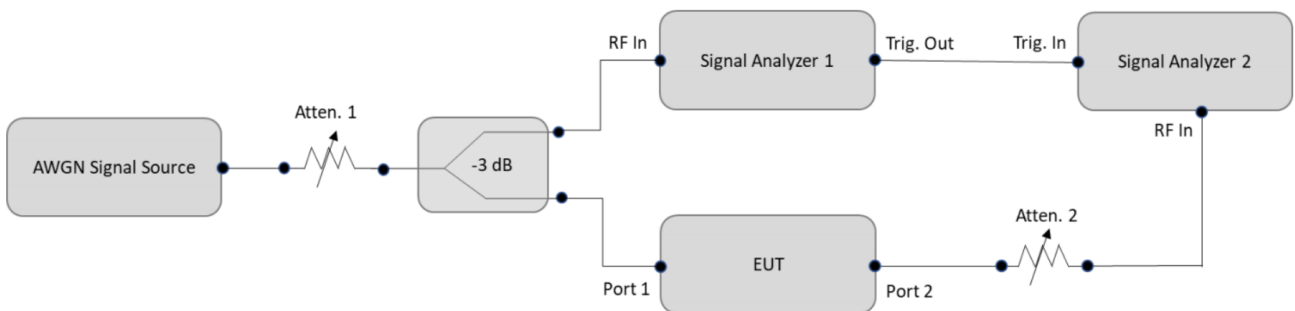 RF In
Signal Analyzer 1
Trig. Out
Trig. In
Signal Analyzer 2
Atten. 1
RF In
AWGN Signal Source
-3 dB
Atten. 2
EUT
Port 1
Port 2